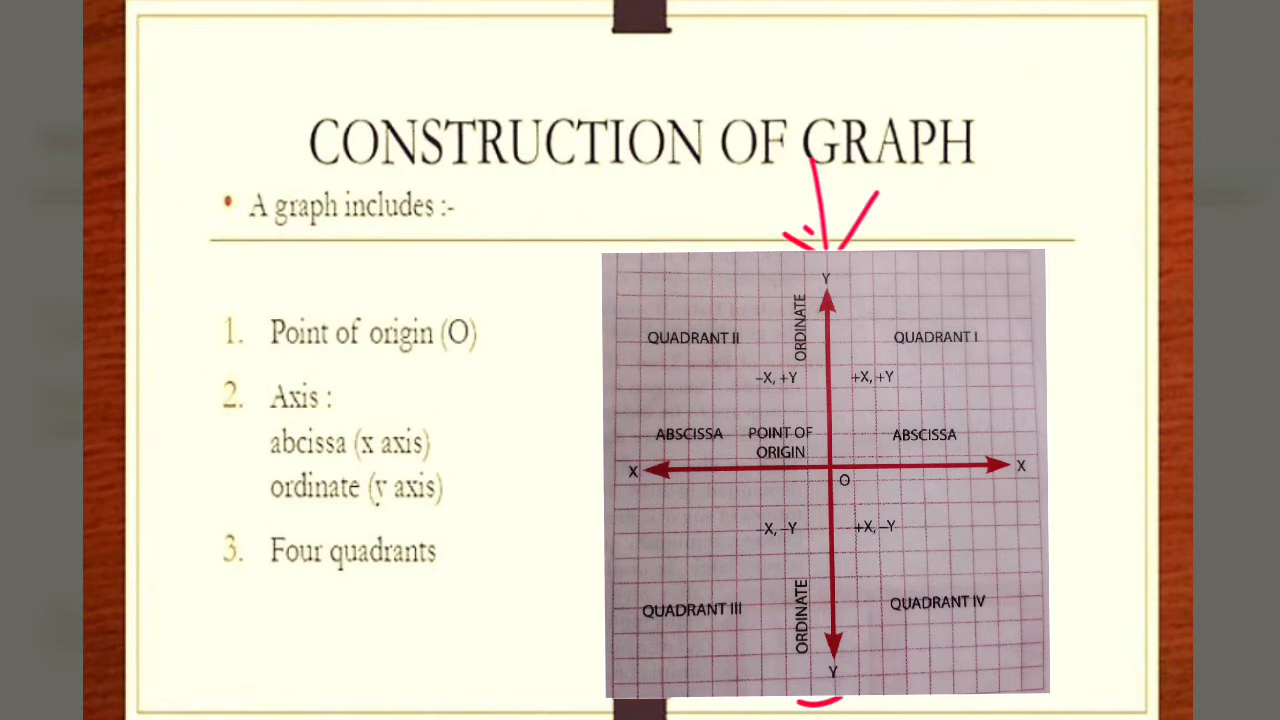 CONSTRUCTION OF GRAPH
• A graph includes :-
1. Point of origin (O)
2. Axis :
abcissa (x axis)
ordinate (y axis)
3. Four quadrants
Y
ORDINATE
QUADRANT II
QUADRANT I
–X, +Y
+X, +Y
ABSCISSA
POINT OF
ORIGIN
ABSCISSA
X
X
O
–X, –Y
+X, –Y
QUADRANT III
ORDINATE
QUADRANT IV
Y